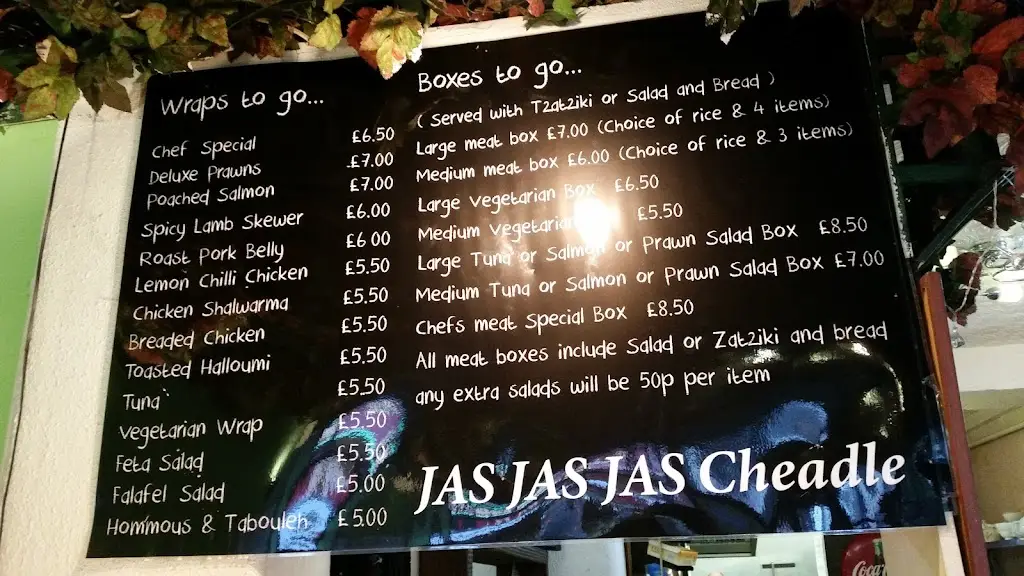 Wraps to go...
Chef Special £6.50
Deluxe Prawns £7.00
Poached Salmon £7.00
Spicy Lamb Skewer £6.00
Roast Pork Belly £6 00
Lemon Chilli Chicken £5.50
Chicken Shalwarma £5.50
Breaded Chicken £5.50
Toasted Halloumi £5.50
Tuna £5.50
Vegetarian Wrap £5.50
Feta Salad £5.50
Falafel Salad £5.00
Hommous & Tabouleh £5.00
Boxes to go...
( Served with Tzatziki or Salad and Bread )
Large meat box £7.00 (Choice of rice & 4 items)
Medium meat box £6.00 (Choice of rice & 3 items)
Large Vegetarian Box £6.50
Medium Vegetarian £5.50
Large Tuna or Salmon or Prawn Salad Box £8.50
Medium Tuna or Salmon or Prawn Salad Box £7.00
Chefs meat Special Box £8.50
All meat boxes include Salad or Zatziki and bread
any extra salads will be 50p per item
JAS JAS JAS Cheadle